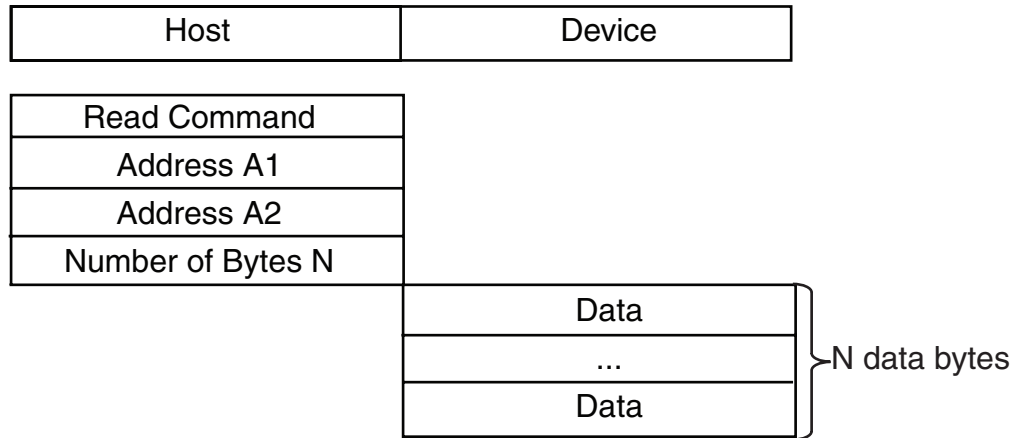 Host Device
Read Command
Address A1
Address A2
Number of Bytes N
Data
...
N data bytes
Data